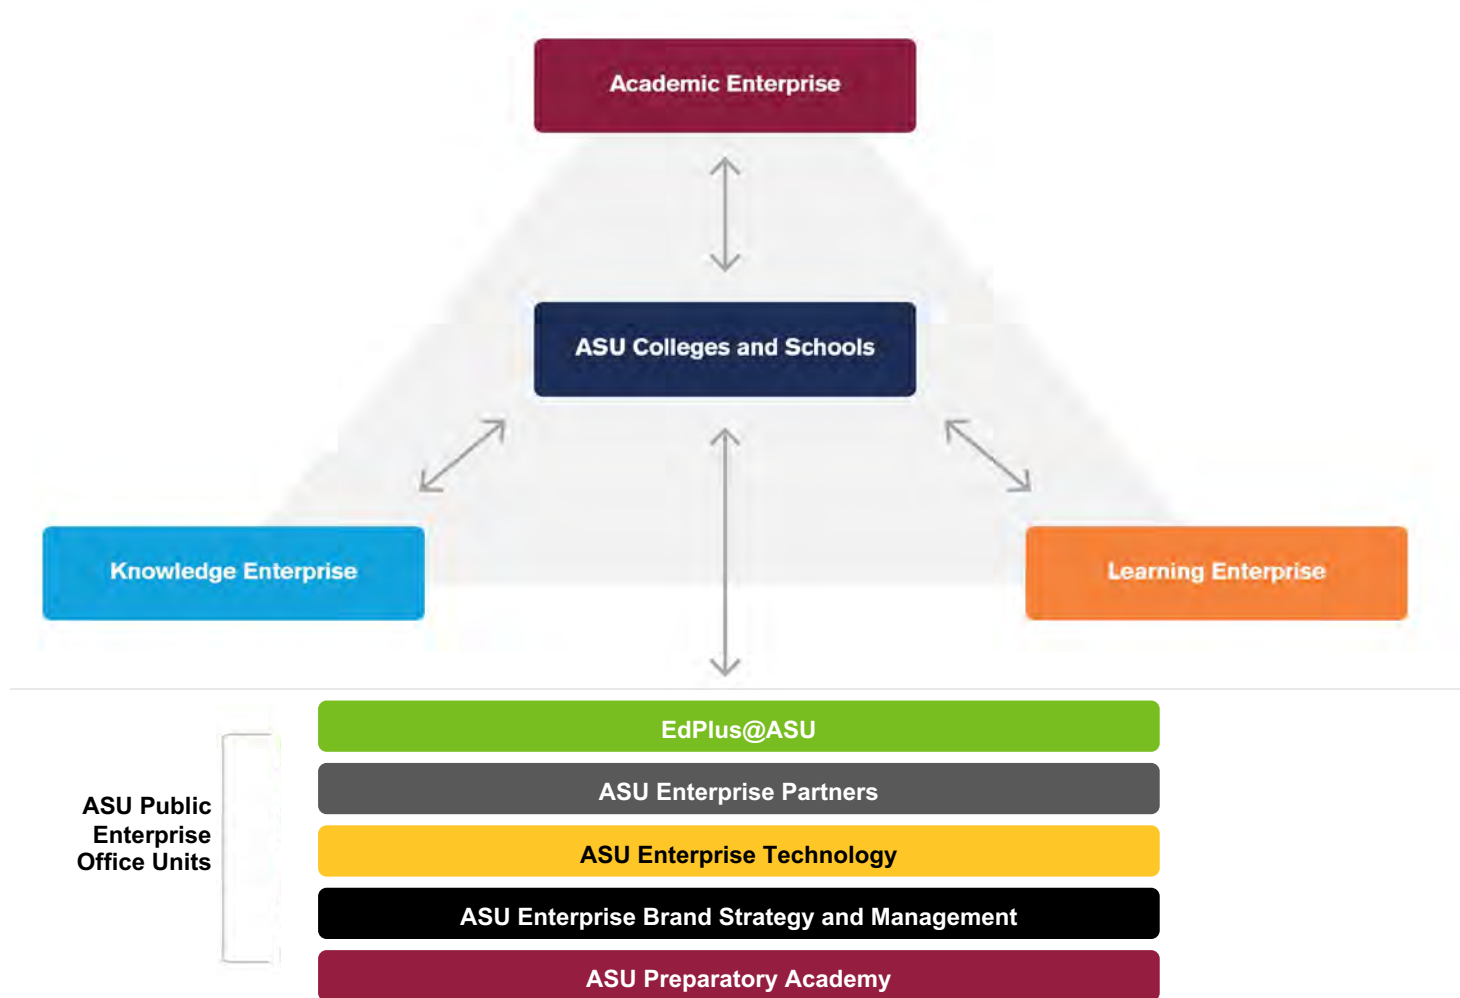 Academic Enterprise
ASU Colleges and Schools
Knowledge Enterprise
Learning Enterprise
ASU Public
Enterprise
Office Units
EdPlus@ASU
ASU Enterprise Partners
ASU Enterprise Technology
ASU Enterprise Brand Strategy and Management
ASU Preparatory Academy